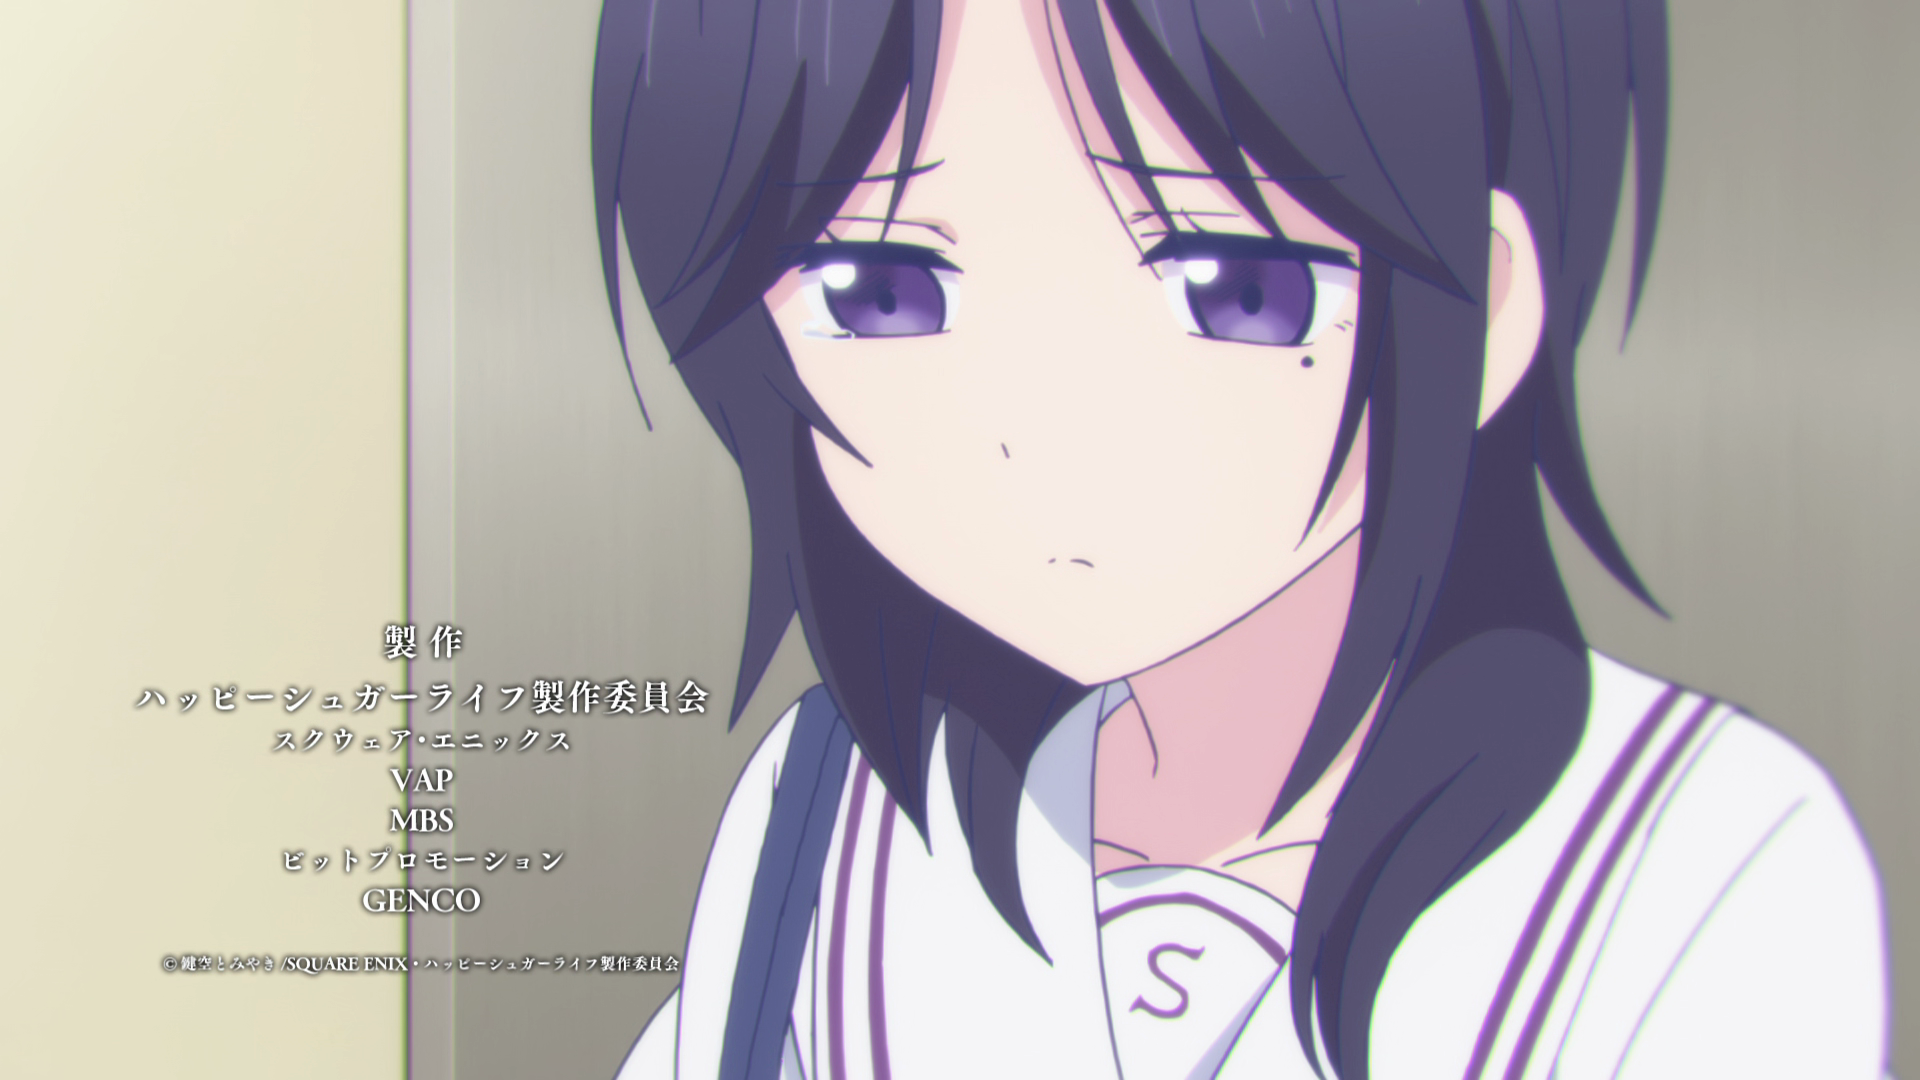 製作
ハッピーシュガーライフ製作委員会
スクウェア・エニックス
VAP
MBS
ビットプロモーション
GENCO
©鍵空とみやき/SQUARE ENIX・ハッピーシュガーライフ製作委員会
S